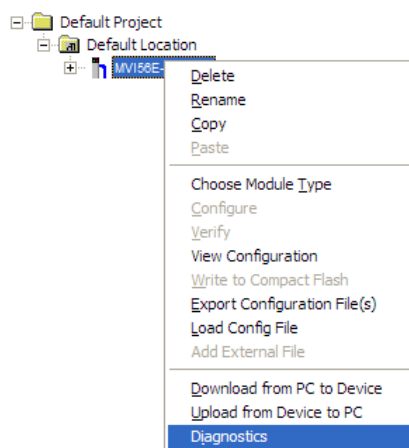 Default Project
Default Location
MVI56E-
Delete
Rename
Copy
Paste
Choose Module Type
Configure
Verify
View Configuration
Write to Compact Flash
Export Configuration File(s)
Load Config File
Add External File
Download from PC to Device
Upload from Device to PC
Diagnostics